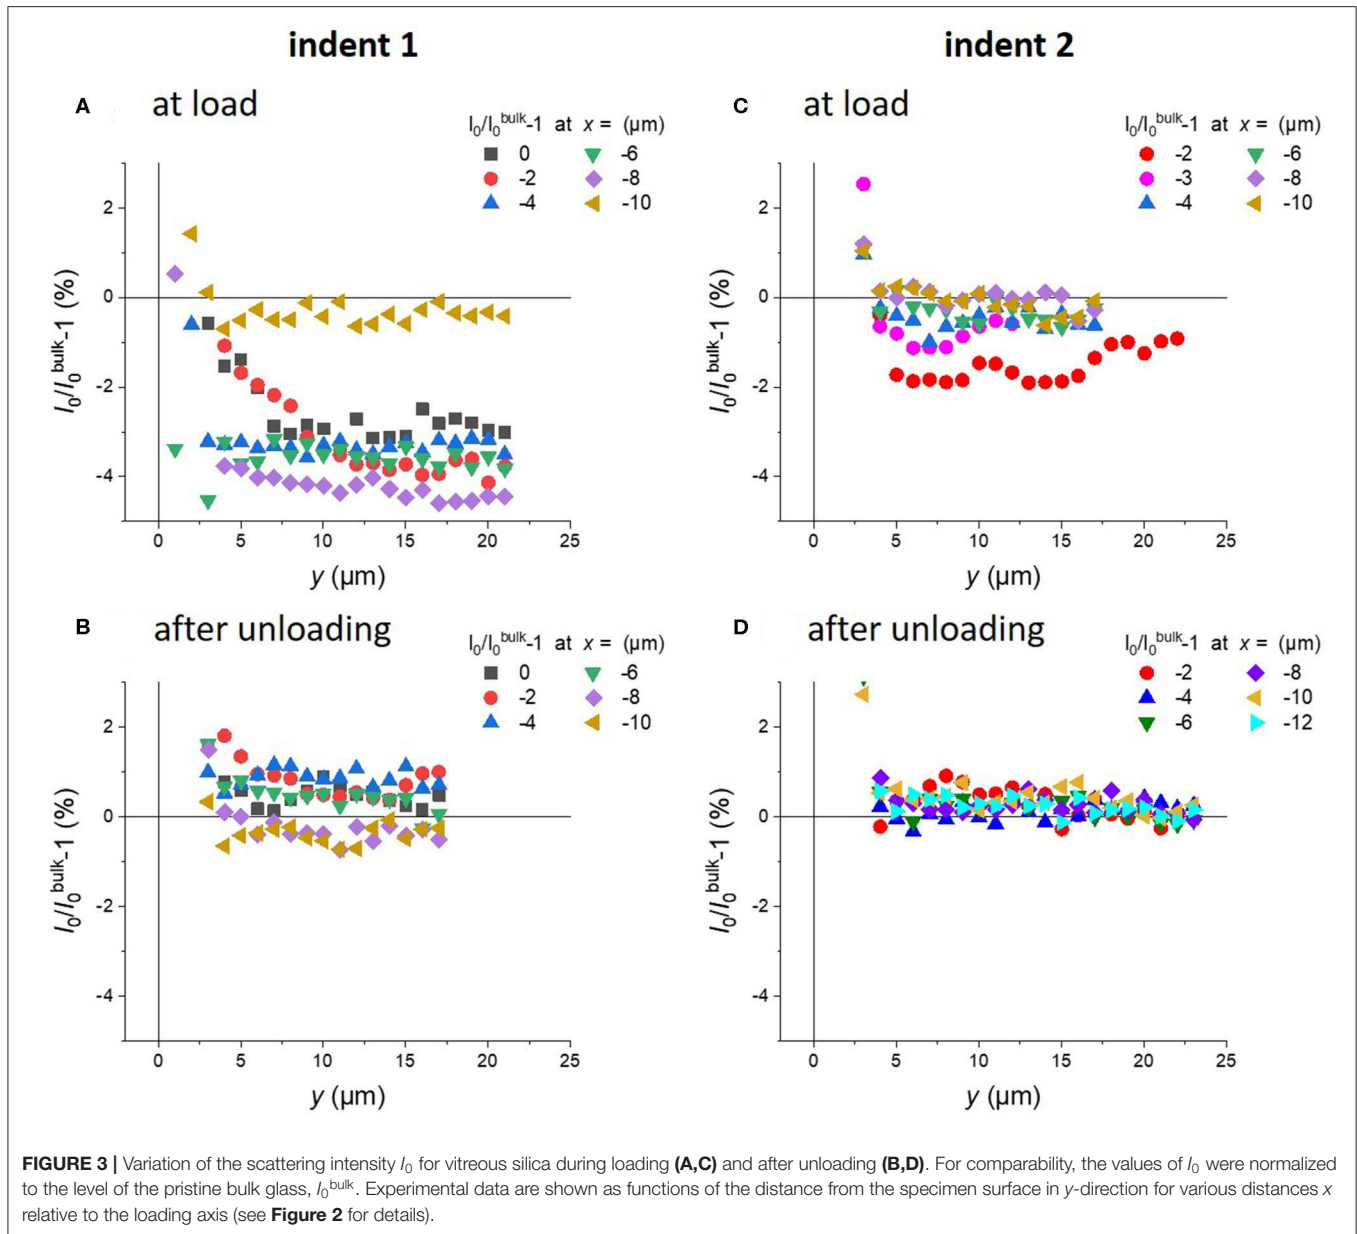 indent 1
indent 2
A
at load
I₀/I₀ᵇᵘˡᵏ-1 at x = (µm)
0
-6
-2
-8
-4
-10
2
0
-2
-4
I₀/I₀ᵇᵘˡᵏ-1 (%)
0
5
10
15
20
25
y (µm)
C
at load
I₀/I₀ᵇᵘˡᵏ-1 at x = (µm)
-2
-6
-3
-8
-4
-10
2
0
-2
-4
I₀/I₀ᵇᵘˡᵏ-1 (%)
0
5
10
15
20
25
y (µm)
B
after unloading
I₀/I₀ᵇᵘˡᵏ-1 at x = (µm)
0
-6
-2
-8
-4
-10
2
0
-2
-4
I₀/I₀ᵇᵘˡᵏ-1 (%)
0
5
10
15
20
25
y (µm)
D
after unloading
I₀/I₀ᵇᵘˡᵏ-1 at x = (µm)
-2
-8
-4
-10
-6
-12
2
0
-2
-4
I₀/I₀ᵇᵘˡᵏ-1 (%)
0
5
10
15
20
25
y (µm)
FIGURE 3 | Variation of the scattering intensity I₀ for vitreous silica during loading (A,C) and after unloading (B,D). For comparability, the values of I₀ were normalized
to the level of the pristine bulk glass, I₀ᵇᵘˡᵏ. Experimental data are shown as functions of the distance from the specimen surface in y-direction for various distances x
relative to the loading axis (see Figure 2 for details).